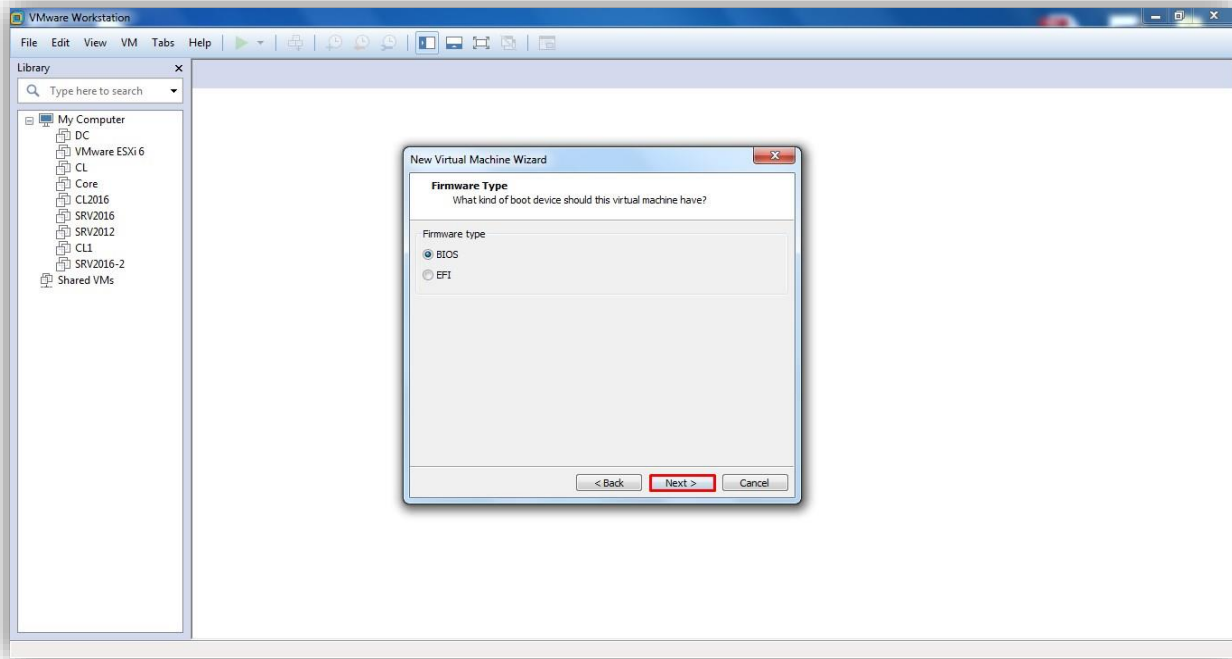 VMware Workstation
File Edit View VM Tabs Help
Library x
Type here to search
My Computer
DC
VMware ESXi 6
CL
Core
CL2016
SRV2016
SRV2012
CL1
SRV2016-2
Shared VMs
New Virtual Machine Wizard
Firmware Type
What kind of boot device should this virtual machine have?
Firmware type
BIOS
EFI
< Back Next > Cancel